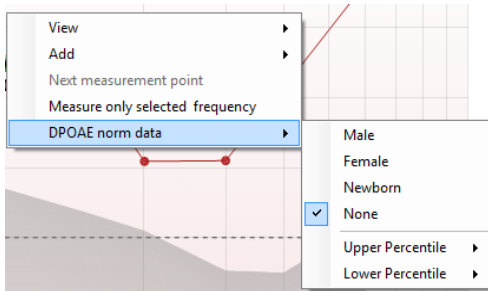 View
Add
Next measurement point
Measure only selected frequency
DPOAE norm data
Male
Female
Newborn
None
Upper Percentile
Lower Percentile